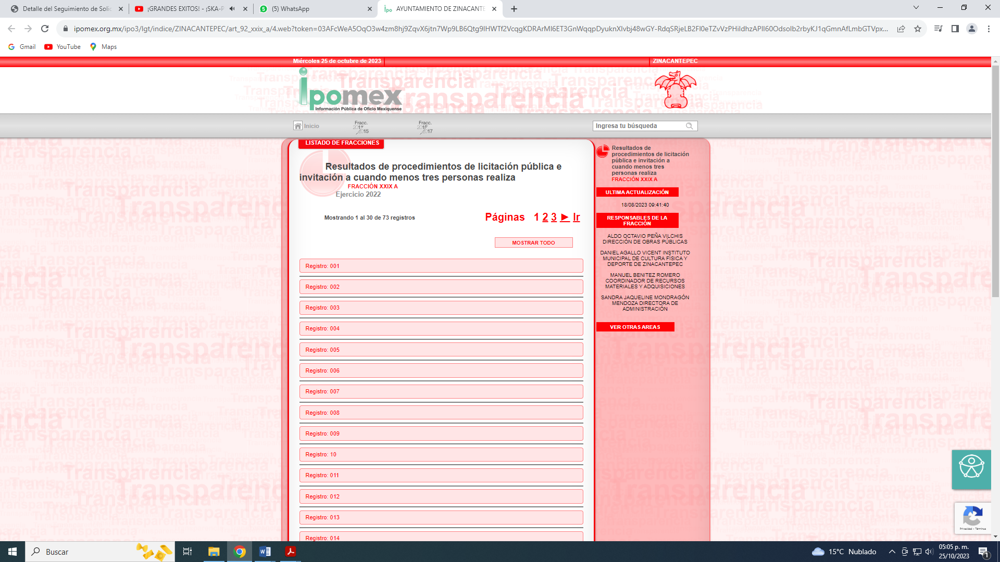 Detalle del Seguimiento de Solic
¡GRANDES EXITOS! - ¡SKA-P
(5) WhatsApp
AYUNTAMIENTO DE ZINACANTE
ipomex.org.mx/ipo3/lgt/indice/ZINACANTEPEC/art_92_xxix_a/4.web?token=03AFcWeA5OqO3w4zm8hj9ZqvX6jtn7Wp9LB6Qtg9IHWTf2VcqgKDRArMl6ET3GnWqqpDyuknXIvbj48wGY-RdqSRjeLB2Fl0eTZvVzPHildhzAPlI60Odsolb2rbyKJ1qGmnAfLmbGTVpx...
Gmail
YouTube
Maps
Miércoles 25 de octubre de 2023
ZINACANTEPEC
ipomex
Información Pública de Oficio Mexiquense
Transparencia
Inicio
Fracc.
Fracc.
Ingresa tu búsqueda
LISTADO DE FRACCIONES
Resultados de procedimientos de licitación pública e
invitación a cuando menos tres personas realiza
FRACCIÓN XXIX A
Ejercicio 2022
Mostrando 1 al 30 de 73 registros
Páginas 1 2 3 ► Ir
MOSTRAR TODO
Registro: 001
Registro: 002
Registro: 003
Registro: 004
Registro: 005
Registro: 006
Registro: 007
Registro: 008
Registro: 009
Registro: 10
Registro: 011
Registro: 012
Registro: 013
Registro: 014
Resultados de
procedimientos de licitación
pública e invitación a
cuando menos tres
personas realiza
FRACCIÓN XXIX A
ULTIMA ACTUALIZACIÓN
18/08/2023 09:41:40
RESPONSABLES DE LA
FRACCIÓN
ALDO OCTAVIO PEÑA VILCHIS
DIRECCIÓN DE OBRAS PÚBLICAS
DANIEL AGALLO VICENT INSTITUTO
MUNICIPAL DE CULTURA FÍSICA Y
DEPORTE DE ZINACANTEPEC
MANUEL BENITEZ ROMERO
COORDINADOR DE RECURSOS
MATERIALES Y ADQUISICIONES
SANDRA JAQUELINE MONDRAGÓN
MENDOZA DIRECTORA DE
ADMINISTRACIÓN
VER OTRAS AREAS
Privacidad - Términos
Buscar
15°C Nublado
05:05 p. m.
25/10/2023
1